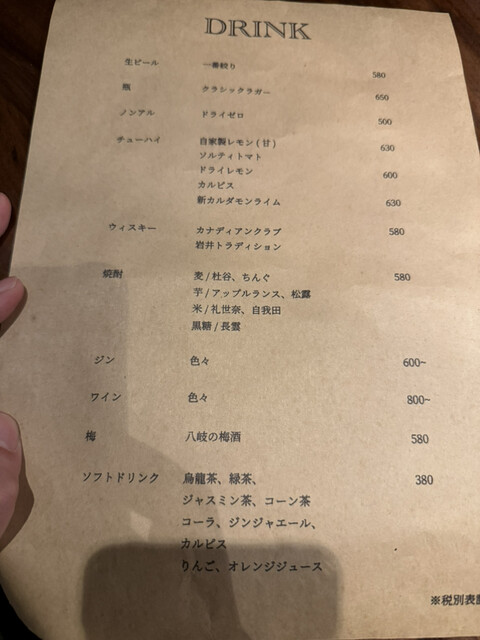 DRINK
生ビール 一番絞り 580
瓶 クラシックラガー 650
ノンアル ドライゼロ 500
チューハイ 自家製レモン(甘) 630
ソルティトマト
ドライレモン 600
カルピス
新カルダモンライム 630
ウィスキー カナディアンクラブ 580
岩井トラディション
焼酎 麦/杜谷、ちんぐ 580
芋/アップルランス、松露
米/礼世奈、自我田
黒糖/長雲
ジン 色々 600~
ワイン 色々 800~
梅 八岐の梅酒 580
ソフトドリンク 烏龍茶、緑茶、 380
ジャスミン茶、コーン茶
コーラ、ジンジャエール、
カルピス
りんご、オレンジジュース
※税別表